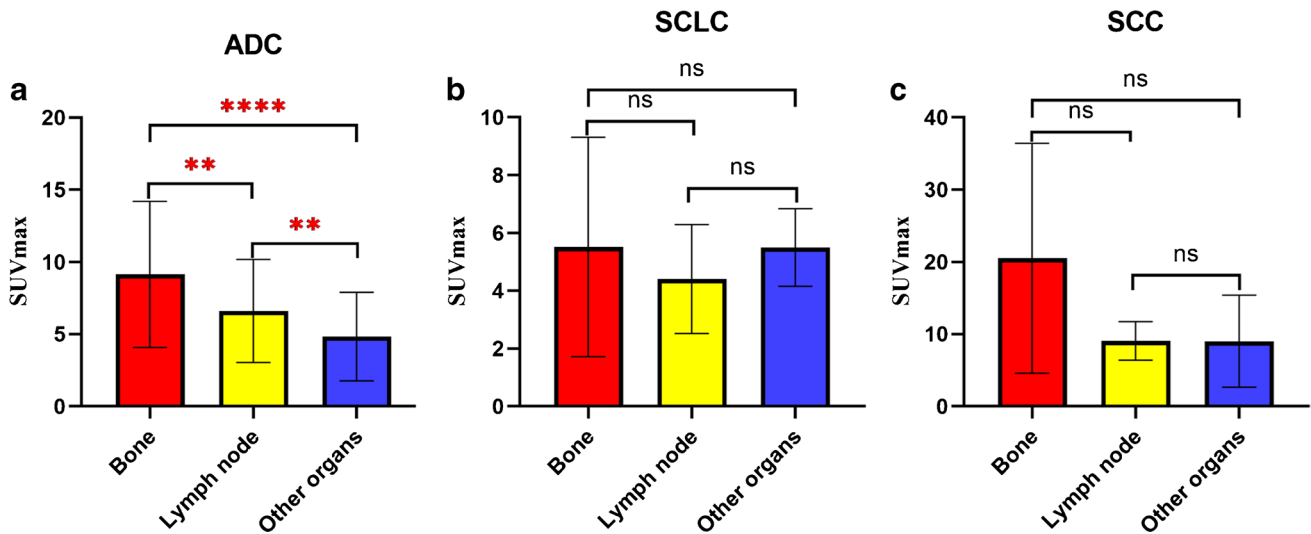 ADC
SCLC
SCC
a
b
c
SUVmax
20
15
10
5
0
****
**
**
Bone
Lymph node
Other organs
SUVmax
10
8
6
4
2
0
ns
ns
ns
Bone
Lymph node
Other organs
SUVmax
40
30
20
10
0
ns
ns
ns
Bone
Lymph node
Other organs